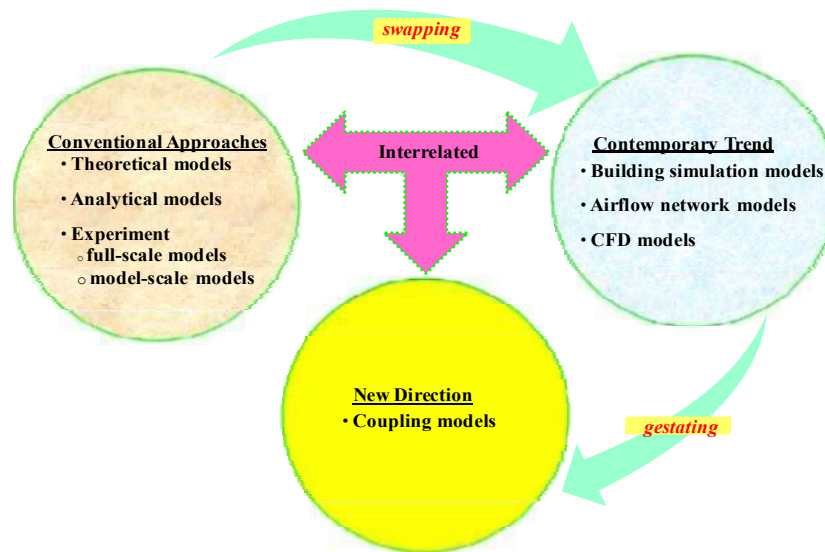 swapping
Conventional Approaches
· Theoretical models
· Analytical models
· Experiment
○ full-scale models
○ model-scale models
Interrelated
Contemporary Trend
· Building simulation models
· Airflow network models
· CFD models
New Direction
· Coupling models
gestating